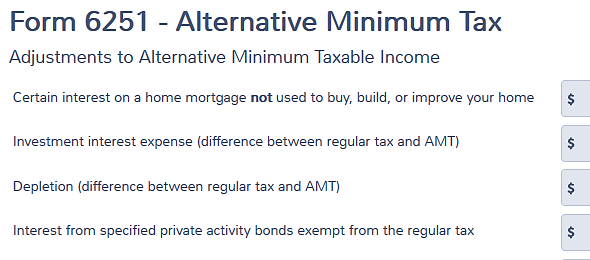 Form 6251 - Alternative Minimum Tax
Adjustments to Alternative Minimum Taxable Income
Certain interest on a home mortgage not used to buy, build, or improve your home $
Investment interest expense (difference between regular tax and AMT) $
Depletion (difference between regular tax and AMT) $
Interest from specified private activity bonds exempt from the regular tax $